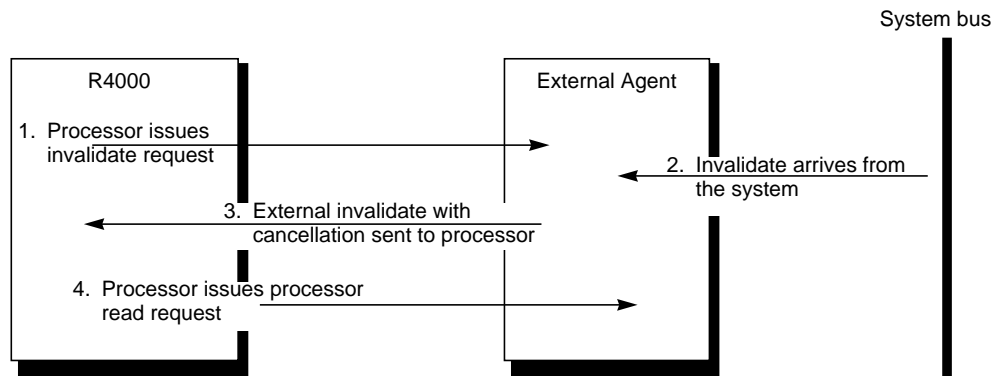 System bus
R4000
External Agent
1. Processor issues
invalidate request
2. Invalidate arrives from
the system
3. External invalidate with
cancellation sent to processor
4. Processor issues processor
read request